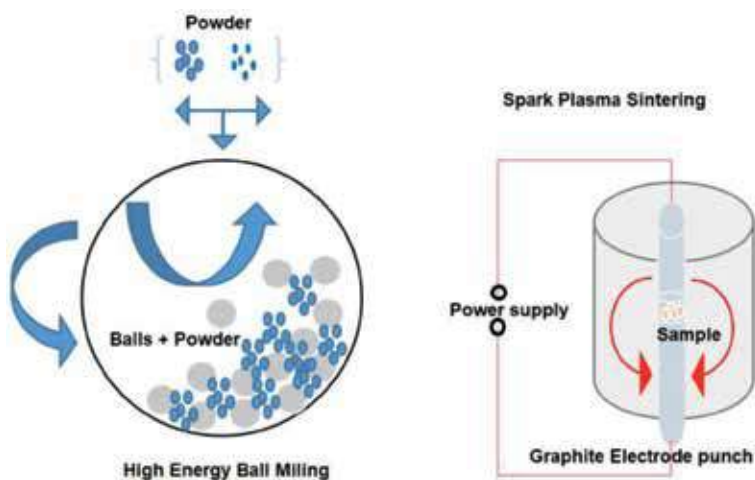 Powder
Spark Plasma Sintering
Power supply
Balls + Powder
Sample
Graphite Electrode punch
High Energy Ball Miling